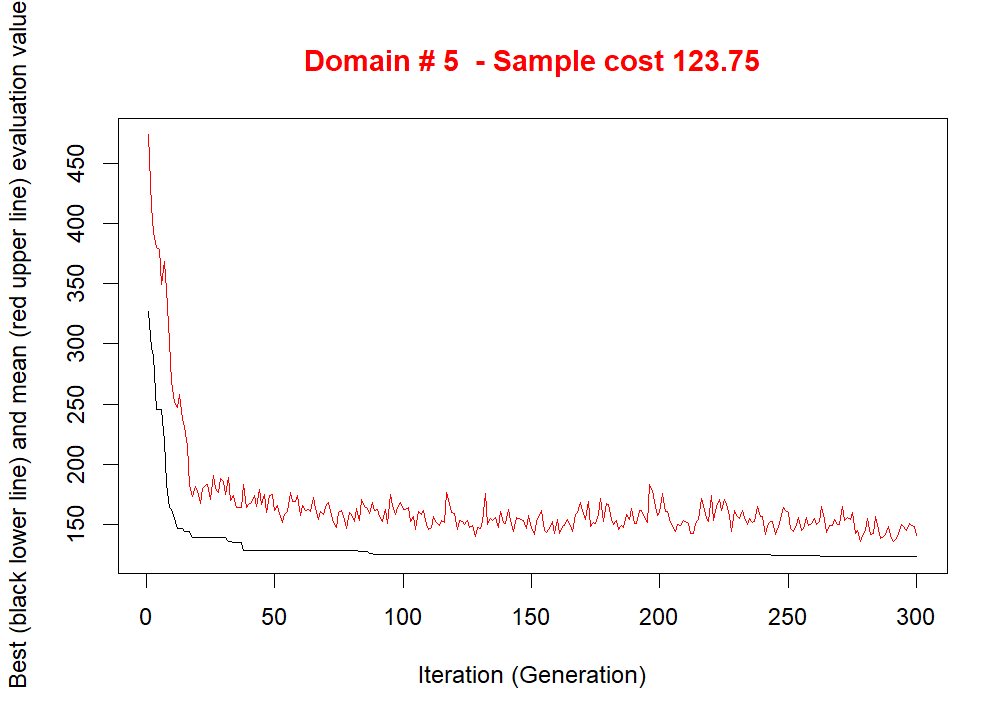 Domain # 5  - Sample cost 123.75
Best (black lower line) and mean (red upper line) evaluation value
450
400
350
300
250
200
150
0 50 100 150 200 250 300
Iteration (Generation)